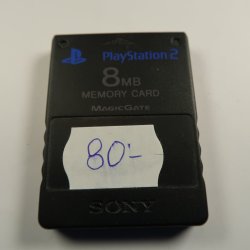 PlayStation 2
8MB
MEMORY CARD
MAGICGATE
80:-
SONY